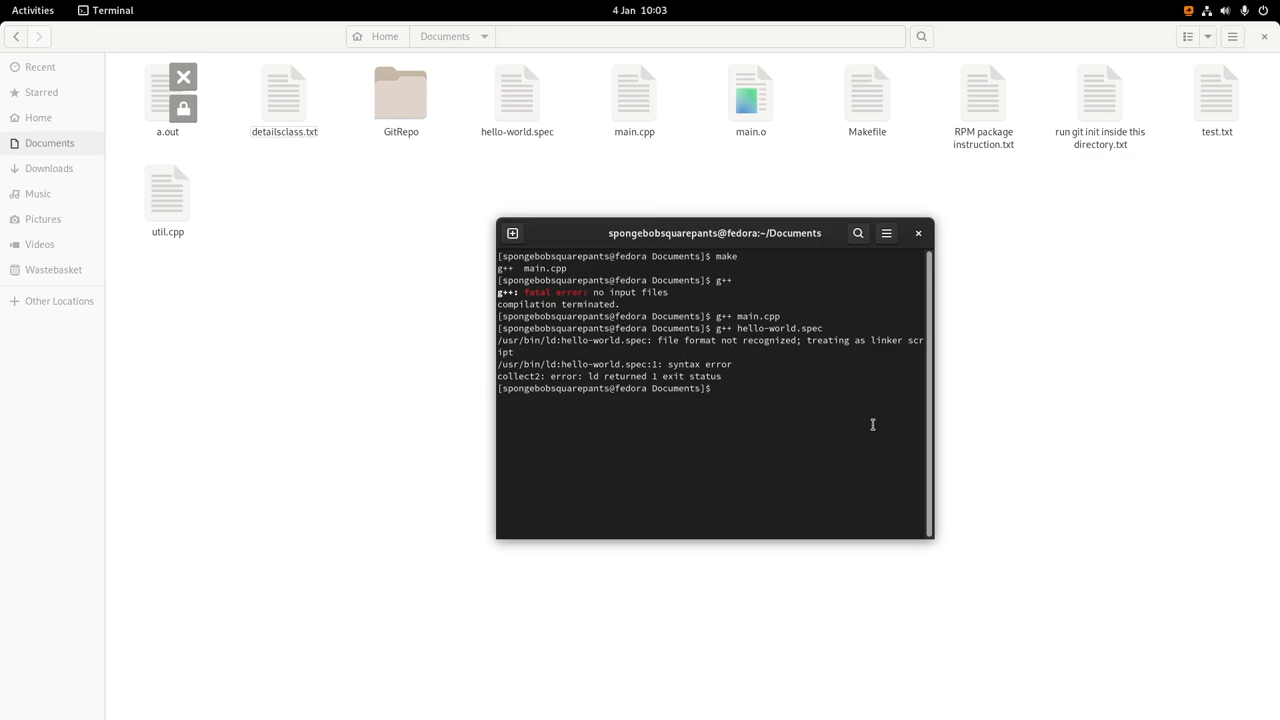 Activities
Terminal
4 Jan 10:03
Home
Documents
Recent
Starred
Home
Documents
Downloads
Music
Pictures
Videos
Wastebasket
Other Locations
a.out
detailsclass.txt
GitRepo
hello-world.spec
main.cpp
main.o
Makefile
RPM package
instruction.txt
run git init inside this
directory.txt
test.txt
util.cpp
spongebobsquarepants@fedora:~/Documents
[spongebobsquarepants@fedora Documents]$ make
g++  main.cpp
[spongebobsquarepants@fedora Documents]$ g++
g++: fatal error: no input files
compilation terminated.
[spongebobsquarepants@fedora Documents]$ g++ main.cpp
[spongebobsquarepants@fedora Documents]$ g++ hello-world.spec
/usr/bin/ld:hello-world.spec: file format not recognized; treating as linker scr
ipt
/usr/bin/ld:hello-world.spec:1: syntax error
collect2: error: ld returned 1 exit status
[spongebobsquarepants@fedora Documents]$